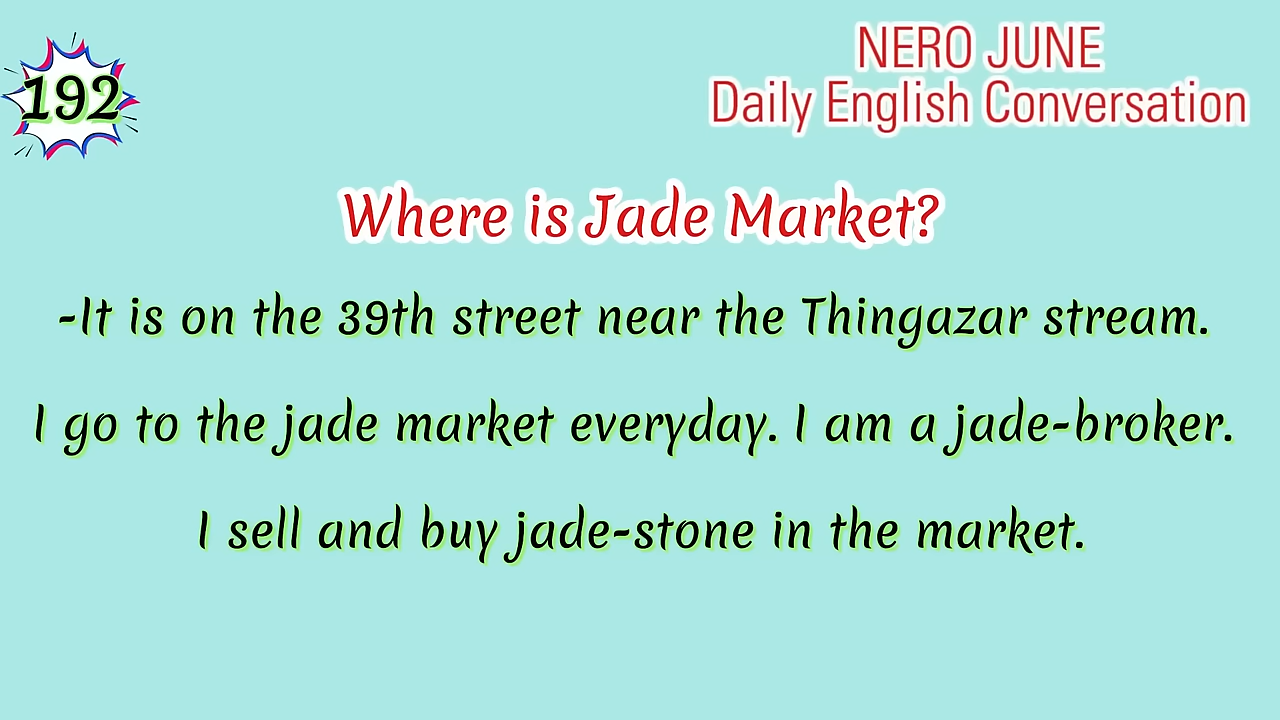 192
NERO JUNE
Daily English Conversation
Where is Jade Market?
-It is on the 39th street near the Thingazar stream.
I go to the jade market everyday. I am a jade-broker.
I sell and buy jade-stone in the market.